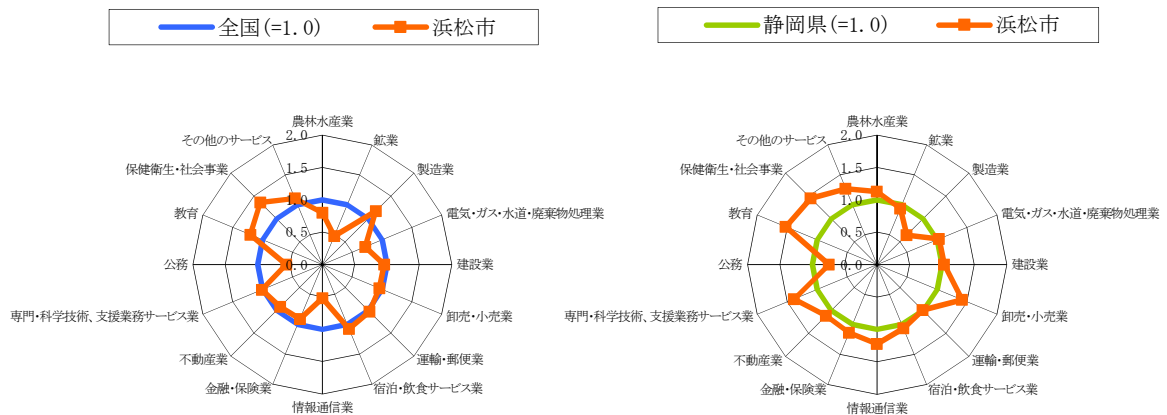 全国(=1.0) 浜松市
農林水産業
鉱業
製造業
電気・ガス・水道・廃棄物処理業
建設業
卸売・小売業
運輸・郵便業
宿泊・飲食サービス業
情報通信業
金融・保険業
不動産業
専門・科学技術、支援業務サービス業
公務
教育
保健衛生・社会事業
その他のサービス
2.0
1.5
1.0
0.5
0.0
静岡県(=1.0) 浜松市
農林水産業
鉱業
製造業
電気・ガス・水道・廃棄物処理業
建設業
卸売・小売業
運輸・郵便業
宿泊・飲食サービス業
情報通信業
金融・保険業
不動産業
専門・科学技術、支援業務サービス業
公務
教育
保健衛生・社会事業
その他のサービス
2.0
1.5
1.0
0.5
0.0